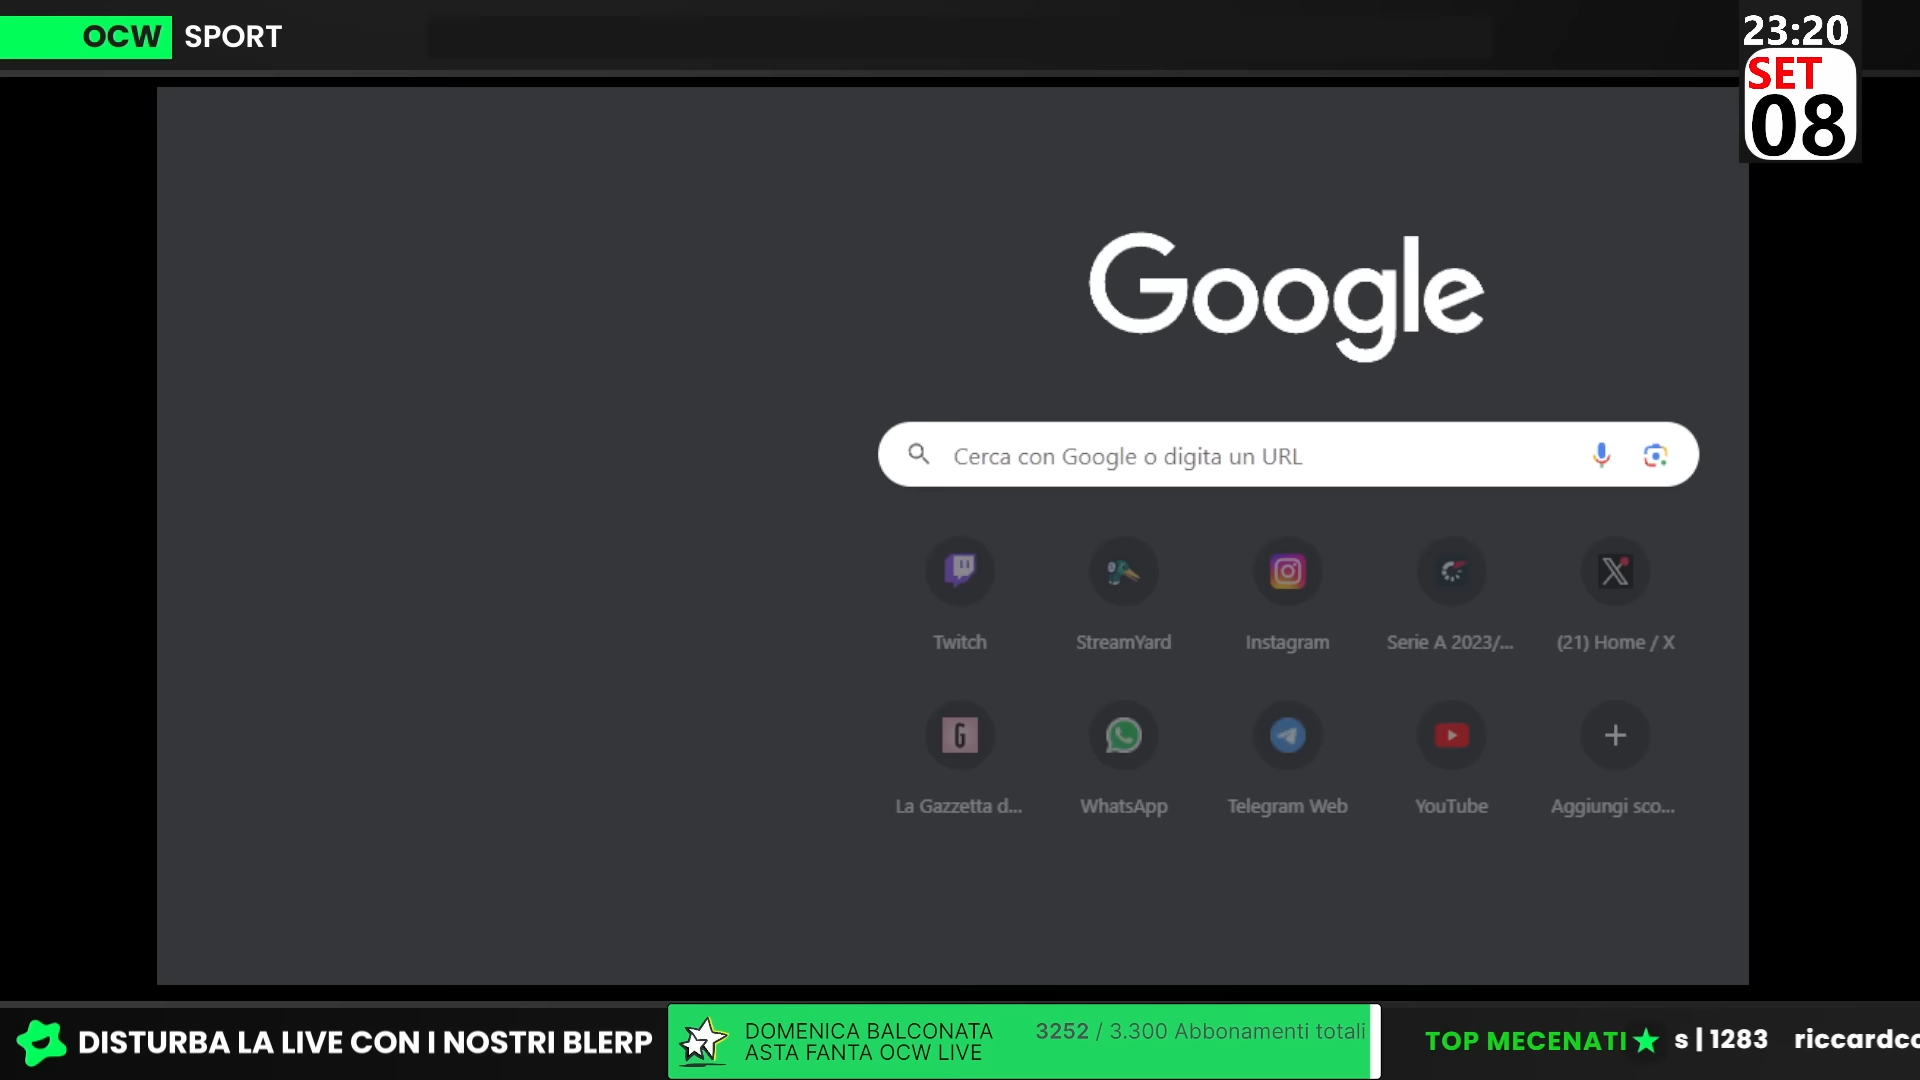 OCW SPORT
23:20
SET
08
Google
Cerca con Google o digita un URL
Twitch StreamYard Instagram Serie A 2023/... (21) Home / X
G
La Gazzetta d... WhatsApp Telegram Web YouTube Aggiungi sco...
DISTURBA LA LIVE CON I NOSTRI BLERP
DOMENICA BALCONATA 3252 / 3.300 Abbonamenti totali
ASTA FANTA OCW LIVE
TOP MECENATI s | 1283 riccardco